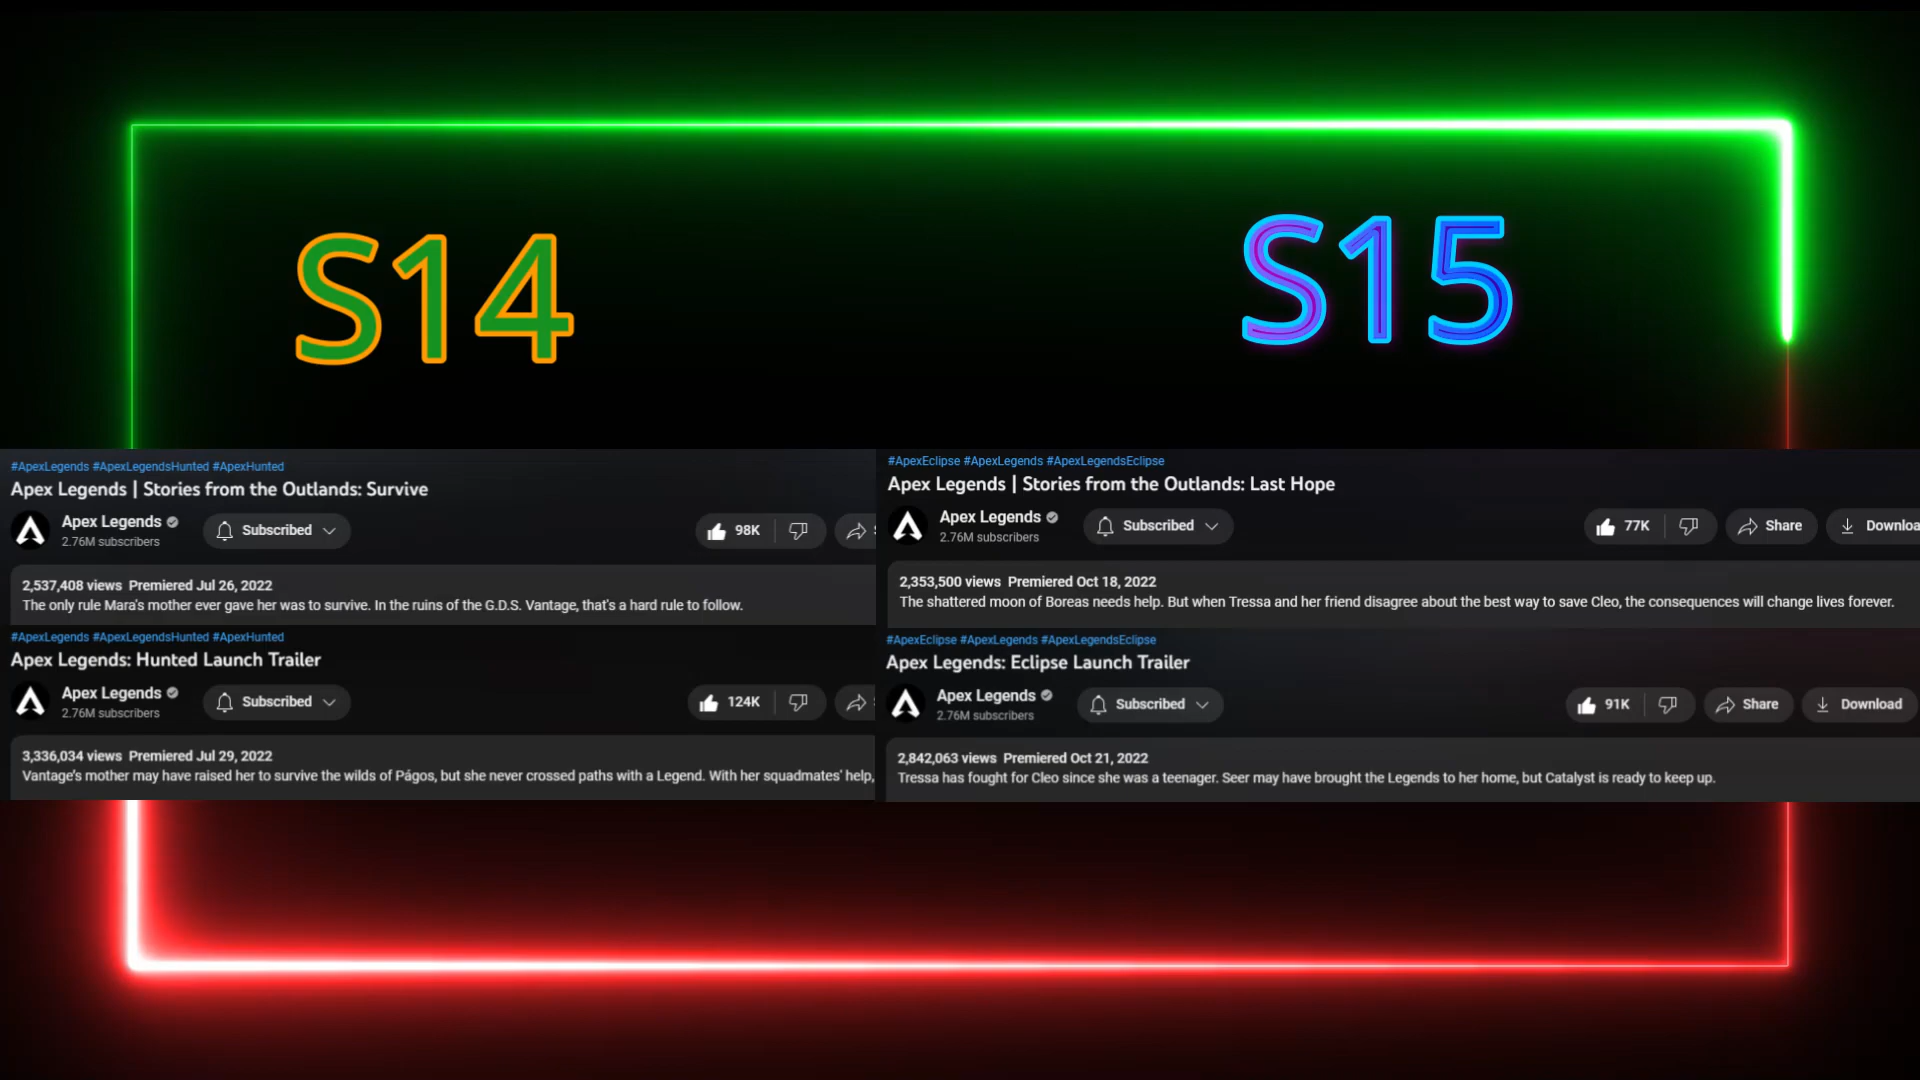 S14
S15
#ApexLegends #ApexLegendsHunted #ApexHunted
Apex Legends | Stories from the Outlands: Survive
Apex Legends
2.76M subscribers
Subscribed
98K
2,537,408 views Premiered Jul 26, 2022
The only rule Mara's mother ever gave her was to survive. In the ruins of the G.D.S. Vantage, that's a hard rule to follow.
#ApexLegends #ApexLegendsHunted #ApexHunted
Apex Legends: Hunted Launch Trailer
Apex Legends
2.76M subscribers
Subscribed
124K
3,336,034 views Premiered Jul 29, 2022
Vantage's mother may have raised her to survive the wilds of Págos, but she never crossed paths with a Legend. With her squadmates' help,
#ApexEclipse #ApexLegends #ApexLegendsEclipse
Apex Legends | Stories from the Outlands: Last Hope
Apex Legends
2.76M subscribers
Subscribed
77K
Share
Downloa
2,353,500 views Premiered Oct 18, 2022
The shattered moon of Boreas needs help. But when Tressa and her friend disagree about the best way to save Cleo, the consequences will change lives forever.
#ApexEclipse #ApexLegends #ApexLegendsEclipse
Apex Legends: Eclipse Launch Trailer
Apex Legends
2.76M subscribers
Subscribed
91K
Share
Download
2,842,063 views Premiered Oct 21, 2022
Tressa has fought for Cleo since she was a teenager. Seer may have brought the Legends to her home, but Catalyst is ready to keep up.